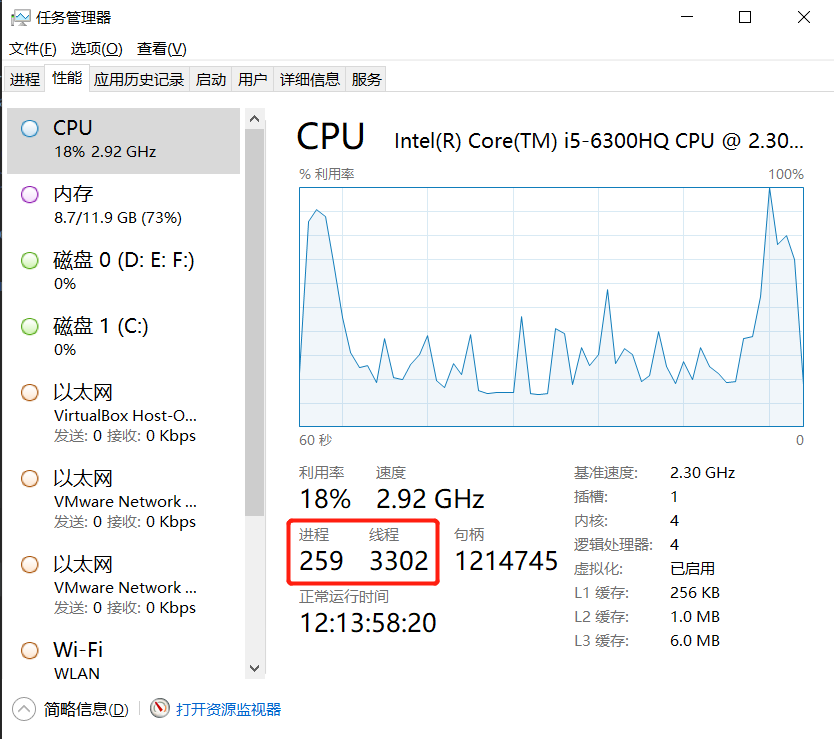 任务管理器
文件(F) 选项(O) 查看(V)
进程 性能 应用历史记录 启动 用户 详细信息 服务
CPU
18% 2.92 GHz
内存
8.7/11.9 GB (73%)
磁盘 0 (D: E: F:)
0%
磁盘 1 (C:)
0%
以太网
VirtualBox Host-O...
发送: 0 接收: 0 Kbps
以太网
VMware Network ...
发送: 0 接收: 0 Kbps
以太网
VMware Network ...
发送: 0 接收: 0 Kbps
Wi-Fi
WLAN
CPU Intel(R) Core(TM) i5-6300HQ CPU @ 2.30...
% 利用率 100%
60 秒 0
利用率 速度
18% 2.92 GHz
进程 线程 句柄
259 3302 1214745
正常运行时间
12:13:58:20
基准速度: 2.30 GHz
插槽: 1
内核: 4
逻辑处理器: 4
虚拟化: 已启用
L1 缓存: 256 KB
L2 缓存: 1.0 MB
L3 缓存: 6.0 MB
简略信息(D) 打开资源监视器